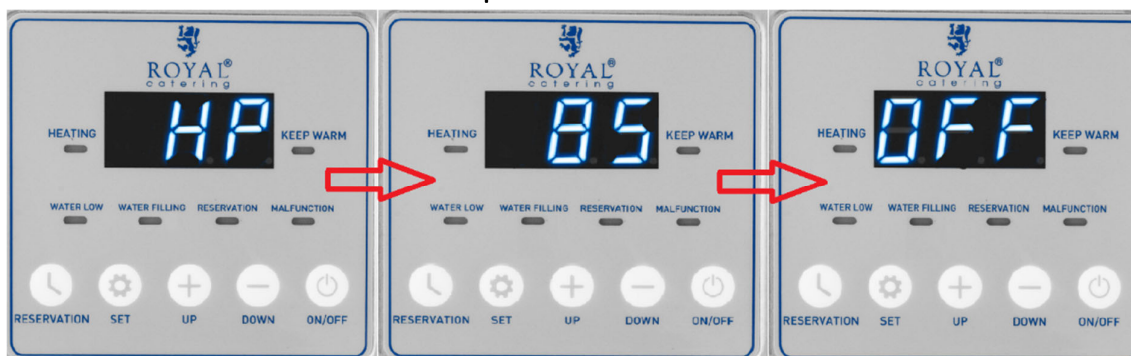 ROYAL®
catering
HP
HEATING
KEEP WARM
WATER LOW WATER FILLING RESERVATION MALFUNCTION
RESERVATION SET UP DOWN ON/OFF
ROYAL®
catering
85
HEATING
KEEP WARM
WATER LOW WATER FILLING RESERVATION MALFUNCTION
RESERVATION SET UP DOWN ON/OFF
ROYAL®
catering
OFF
HEATING
KEEP WARM
WATER LOW WATER FILLING RESERVATION MALFUNCTION
RESERVATION SET UP DOWN ON/OFF